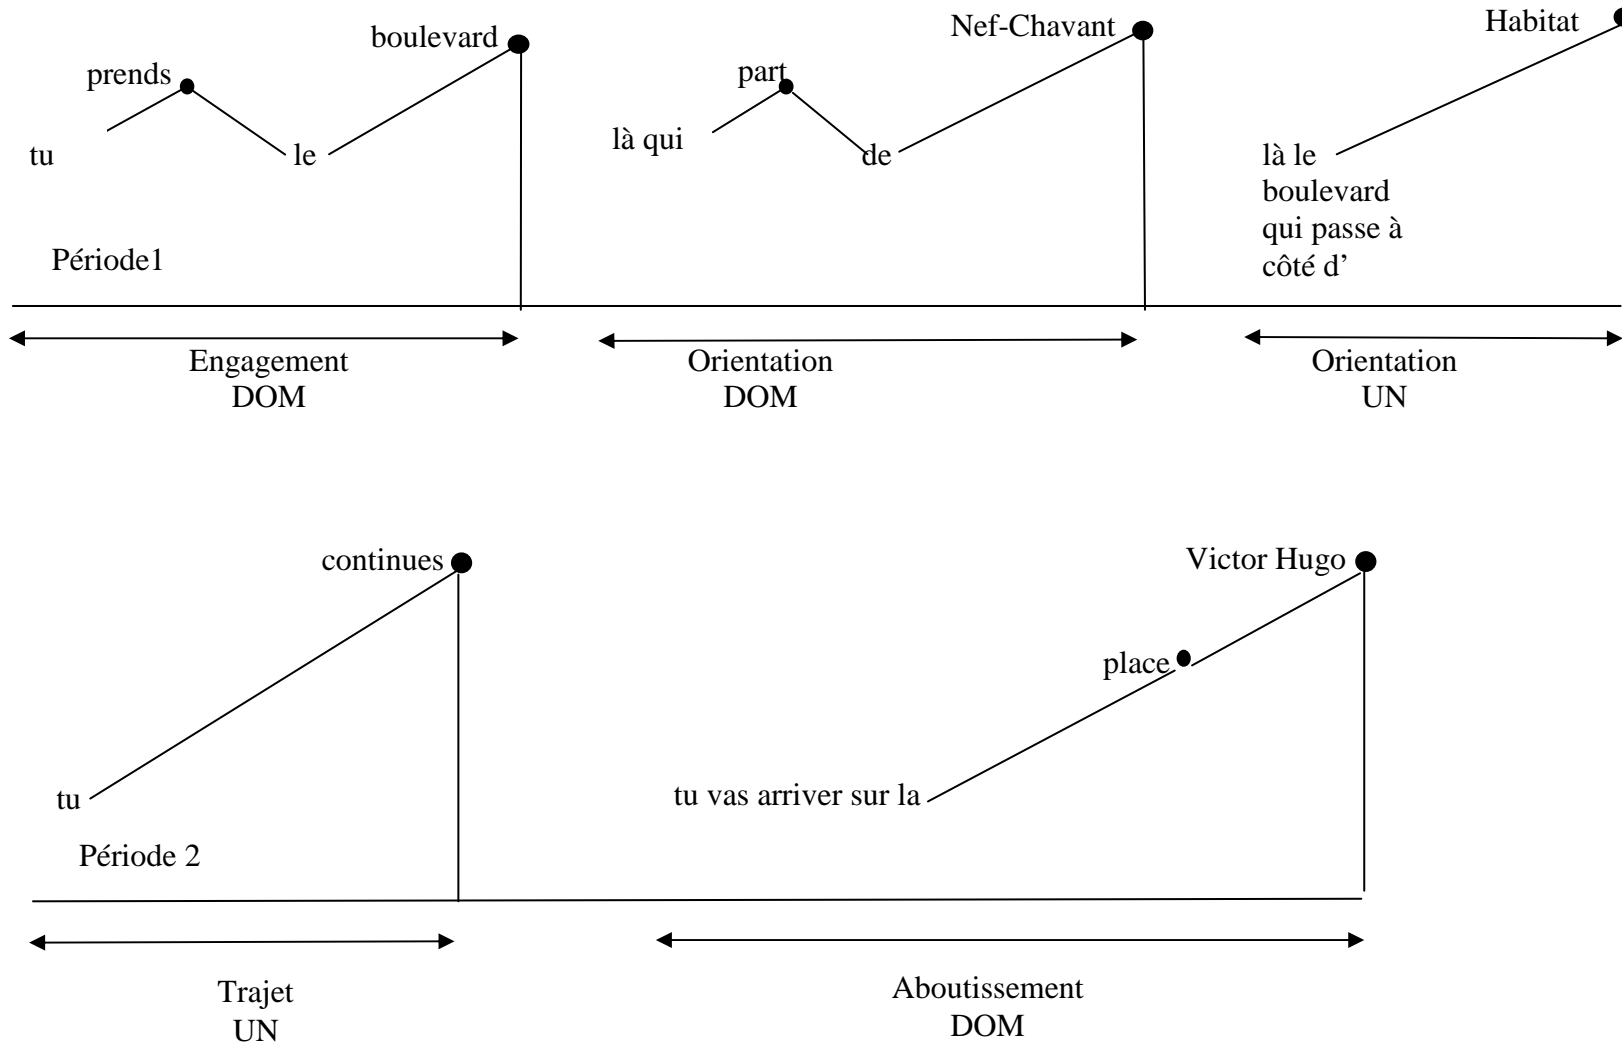 tu
prends
le
boulevard
là qui
part
de
Nef-Chavant
là le
boulevard
qui passe à
côté d’
Habitat
Période1
Engagement
DOM
Orientation
DOM
Orientation
UN
tu
continues
tu vas arriver sur la
place
Victor Hugo
Période 2
Trajet
UN
Aboutissement
DOM